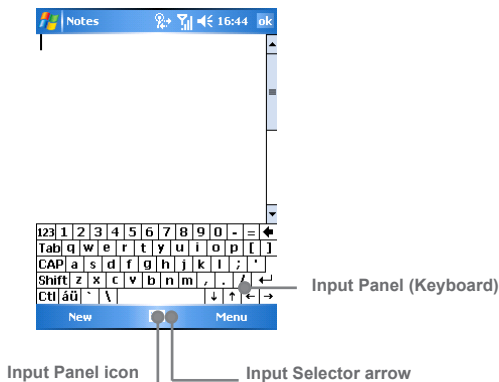 Notes 16:44 ok
123 1 2 3 4 5 6 7 8 9 0 - =
Tab q w e r t y u i o p [ ]
CAP a s d f g h j k l ; '
Shift z x c v b n m , . /
Ctl áü ` \ ↓ ↑ ← →
Input Panel (Keyboard)
New Menu
Input Panel icon Input Selector arrow